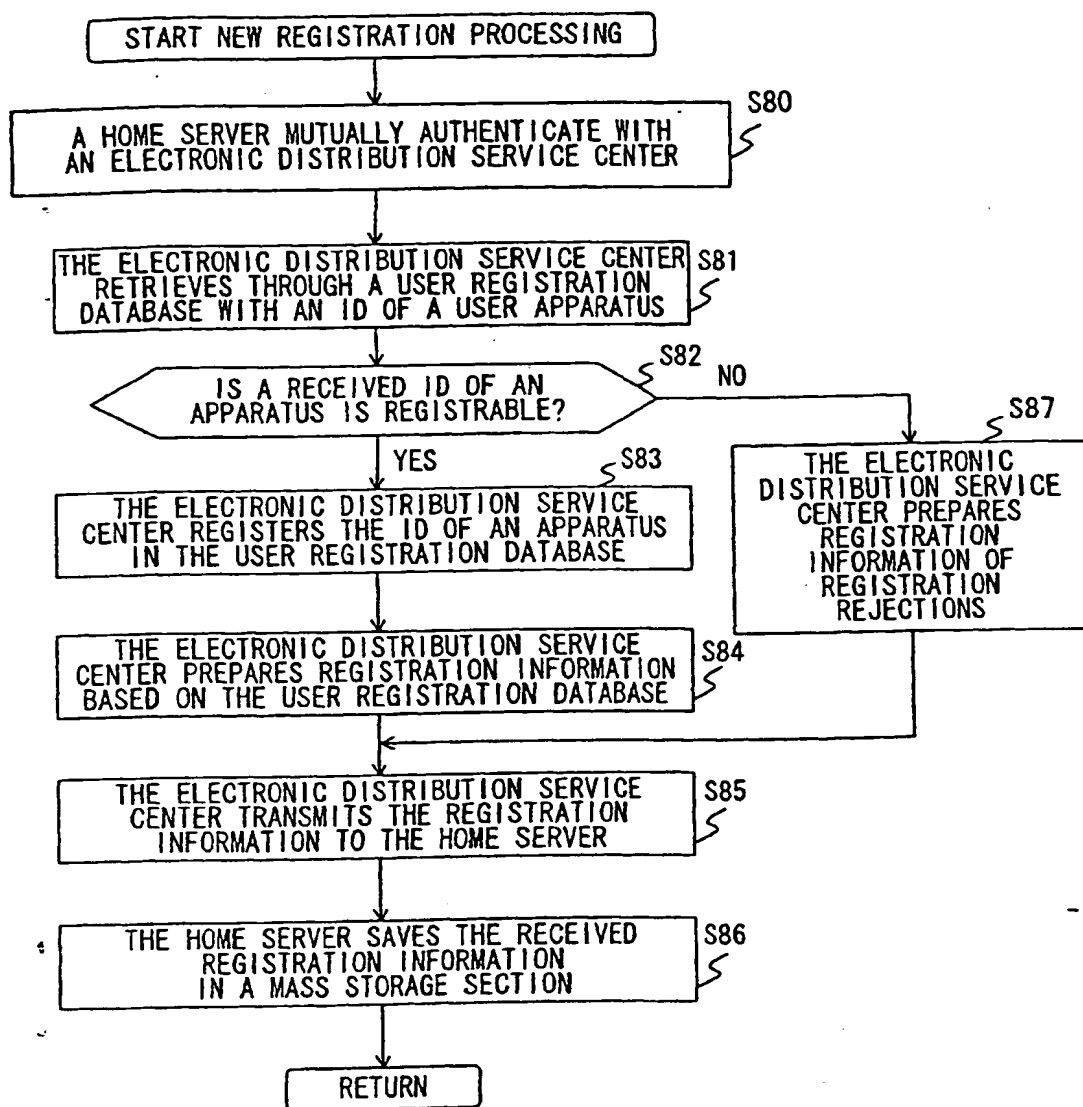 START NEW REGISTRATION PROCESSING
S80
A HOME SERVER MUTUALLY AUTHENTICATE WITH
AN ELECTRONIC DISTRIBUTION SERVICE CENTER
THE ELECTRONIC DISTRIBUTION SERVICE CENTER
RETRIEVES THROUGH A USER REGISTRATION
DATABASE WITH AN ID OF A USER APPARATUS
S81
S82
IS A RECEIVED ID OF AN
APPARATUS IS REGISTRABLE?
NO
YES
S83
THE ELECTRONIC DISTRIBUTION SERVICE
CENTER REGISTERS THE ID OF AN APPARATUS
IN THE USER REGISTRATION DATABASE
S87
THE ELECTRONIC
DISTRIBUTION SERVICE
CENTER PREPARES
REGISTRATION
INFORMATION OF
REGISTRATION
REJECTIONS
THE ELECTRONIC DISTRIBUTION SERVICE
CENTER PREPARES REGISTRATION INFORMATION
BASED ON THE USER REGISTRATION DATABASE
S84
THE ELECTRONIC DISTRIBUTION SERVICE
CENTER TRANSMITS THE REGISTRATION
INFORMATION TO THE HOME SERVER
S85
THE HOME SERVER SAVES THE RECEIVED
REGISTRATION INFORMATION
IN A MASS STORAGE SECTION
S86
RETURN